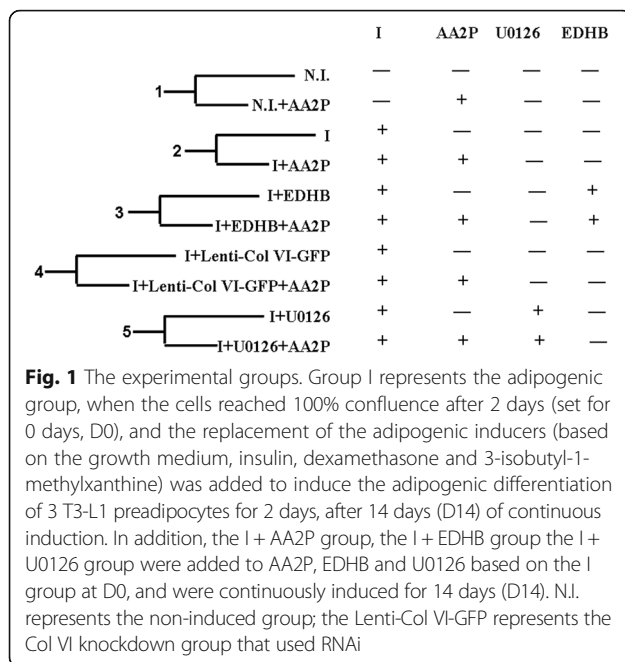 I AA2P U0126 EDHB
N.I. — — — —
1
N.I.+AA2P — + — —
I + — — —
2
I+AA2P + + — —
I+EDHB + — — +
3
I+EDHB+AA2P + + — +
I+Lenti-Col VI-GFP + — — —
4
I+Lenti-Col VI-GFP+AA2P + + — —
I+U0126 + — + —
5
I+U0126+AA2P + + + —
Fig. 1 The experimental groups. Group I represents the adipogenic
group, when the cells reached 100% confluence after 2 days (set for
0 days, D0), and the replacement of the adipogenic inducers (based
on the growth medium, insulin, dexamethasone and 3-isobutyl-1-
methylxanthine) was added to induce the adipogenic differentiation
of 3 T3-L1 preadipocytes for 2 days, after 14 days (D14) of continuous
induction. In addition, the I + AA2P group, the I + EDHB group the I +
U0126 group were added to AA2P, EDHB and U0126 based on the I
group at D0, and were continuously induced for 14 days (D14). N.I.
represents the non-induced group; the Lenti-Col VI-GFP represents the
Col VI knockdown group that used RNAi